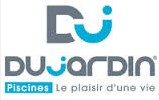 DUJARDIN®
Piscines Le plaisir d'une vie